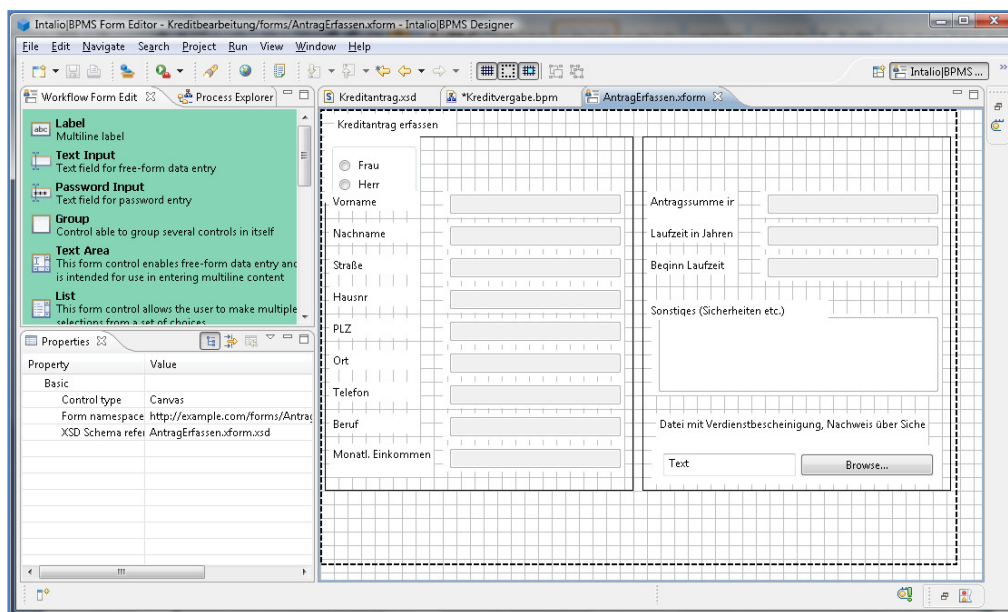 Intalio|BPMS Form Editor - Kreditbearbeitung/forms/AntragErfassen.xform - Intalio|BPMS Designer
File Edit Navigate Search Project Run View Window Help
Intalio|BPMS ...
Workflow Form Edit
Process Explorer
Kreditantrag.xsd
*Kreditvergabe.bpm
AntragErfassen.xform
abc
Label
Multiline label
Text Input
Text field for free-form data entry
Password Input
Text field for password entry
Group
Control able to group several controls in itself
Text Area
This form control enables free-form data entry and
is intended for use in entering multiline content
List
This form control allows the user to make multiple
selections from a set of choices
Properties
Property Value
Basic
Control type Canvas
Form namespace http://example.com/forms/Antrag
XSD Schema refer AntragErfassen.xform.xsd
Kreditantrag erfassen
Frau
Herr
Vorname
Nachname
Straße
Hausnr
PLZ
Ort
Telefon
Beruf
Monatl. Einkommen
Antragssumme ir
Laufzeit in Jahren
Beginn Laufzeit
Sonstiges (Sicherheiten etc.)
Datei mit Verdienstbescheinigung, Nachweis über Siche
Text
Browse...